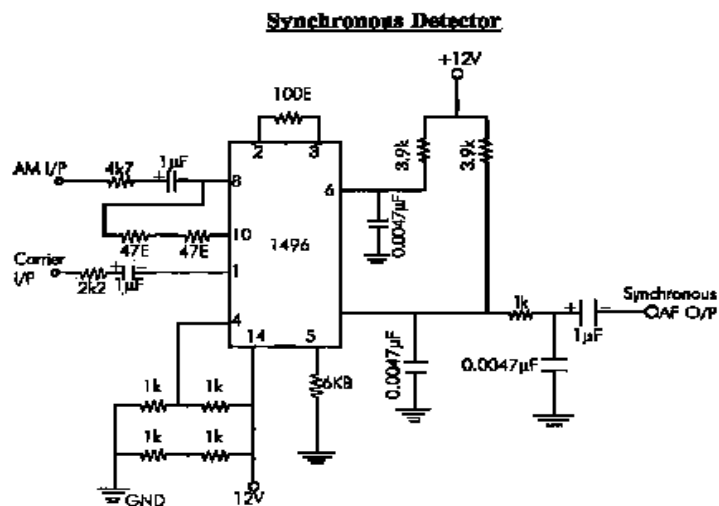 Synchronous Detector
+12V
100E
2
3
3.9k
3.9k
AM I/P
4k7
+
1µF
8
6
0.0047µF
47E
47E
10
1496
Carrier
I/P
2k2
+
-
1µF
1
4
14
5
1k
+
-
1µF
Synchronous
AF O/P
1k
1k
6K8
0.0047µF
0.0047µF
1k
1k
GND
12V